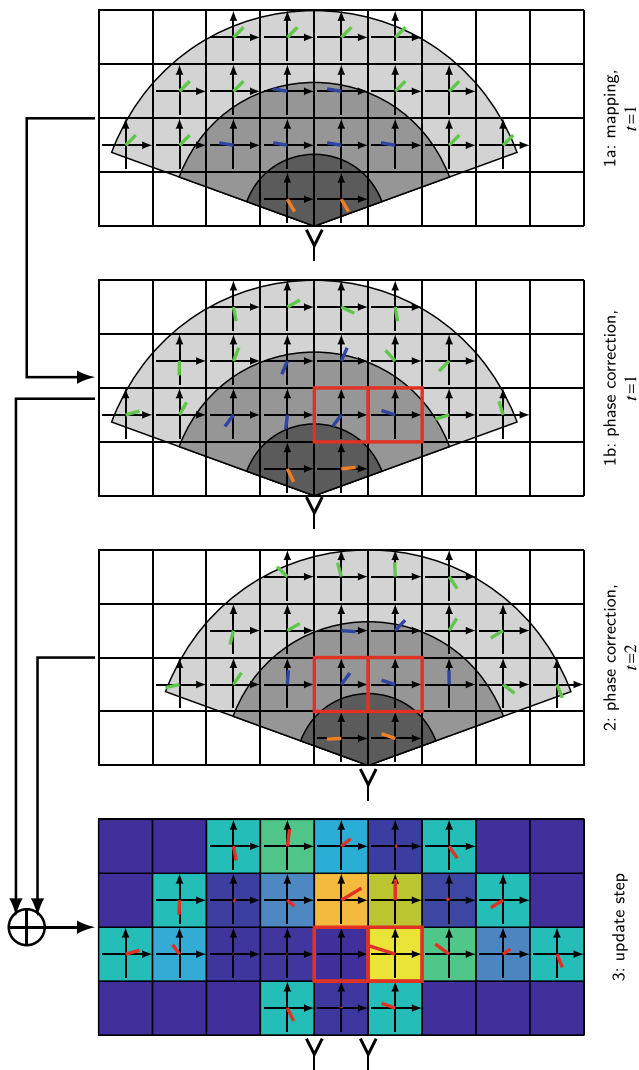 1a: mapping,
t=1
1b: phase correction,
t=1
2: phase correction,
t=2
3: update step